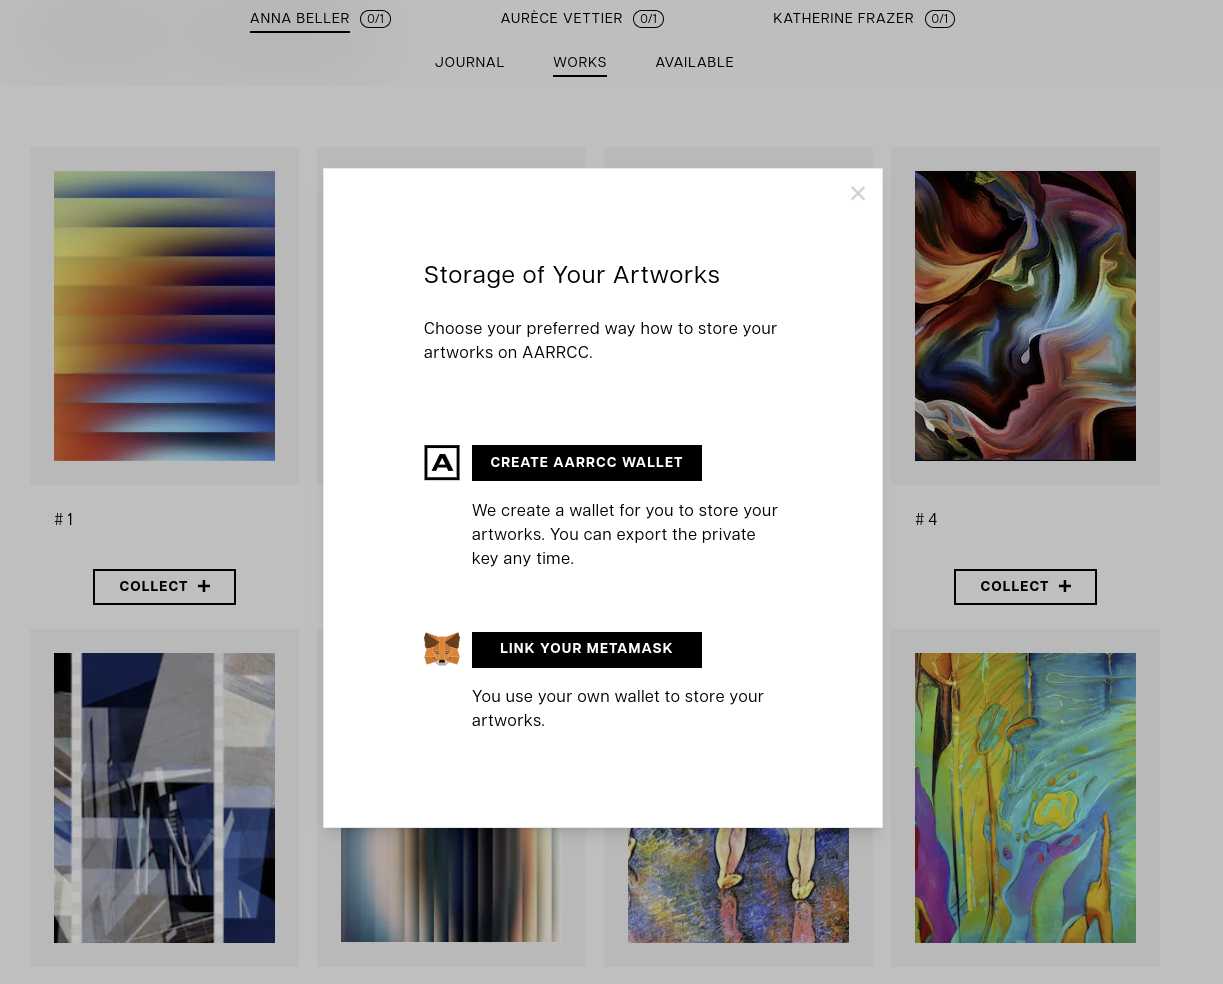 ANNA BELLER 0/1 AURÈCE VETTIER 0/1 KATHERINE FRAZER 0/1
JOURNAL WORKS AVAILABLE
Storage of Your Artworks
Choose your preferred way how to store your
artworks on AARRCC.
A CREATE AARRCC WALLET
We create a wallet for you to store your
artworks. You can export the private
key any time.
LINK YOUR METAMASK
You use your own wallet to store your
artworks.
# 1 # 4
COLLECT + COLLECT +